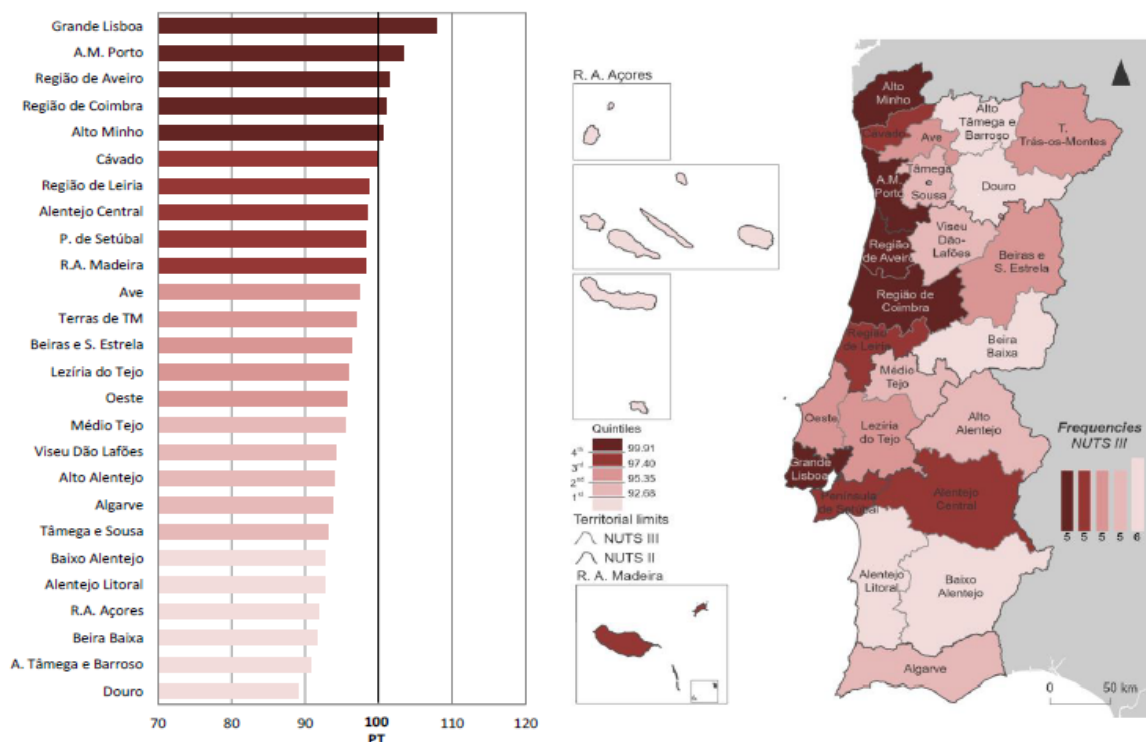 Grande Lisboa
A.M. Porto
Região de Aveiro
Região de Coimbra
Alto Minho
Cávado
Região de Leiria
Alentejo Central
P. de Setúbal
R.A. Madeira
Ave
Terras de TM
Beiras e S. Estrela
Lezíria do Tejo
Oeste
Médio Tejo
Viseu Dão Lafões
Alto Alentejo
Algarve
Tâmega e Sousa
Baixo Alentejo
Alentejo Litoral
R.A. Açores
Beira Baixa
A. Tâmega e Barroso
Douro
70 80 90 100 110 120
PT
R. A. Açores
Quintiles
4th 99.91
3rd 97.40
2nd 95.35
1st 92.68
Territorial limits
NUTS III
NUTS II
R. A. Madeira
Alto
Minho
Alto
Tâmega e
Barroso
T.
Trás-os-Montes
Cávado
Ave
Tâmega
e
Sousa
A.M.
Porto
Douro
Viseu
Dão-
Lafões
Região
de Aveiro
Beiras e
S. Estrela
Região de
Coimbra
Beira
Baixa
Região
de Leiria
Médio
Tejo
Oeste
Lezíria
do Tejo
Alto
Alentejo
Grande
Lisboa
Península
de Setúbal
Alentejo
Central
Alentejo
Litoral
Baixo
Alentejo
Algarve
Frequencies
NUTS III
5 5 5 5 6
0 50 km